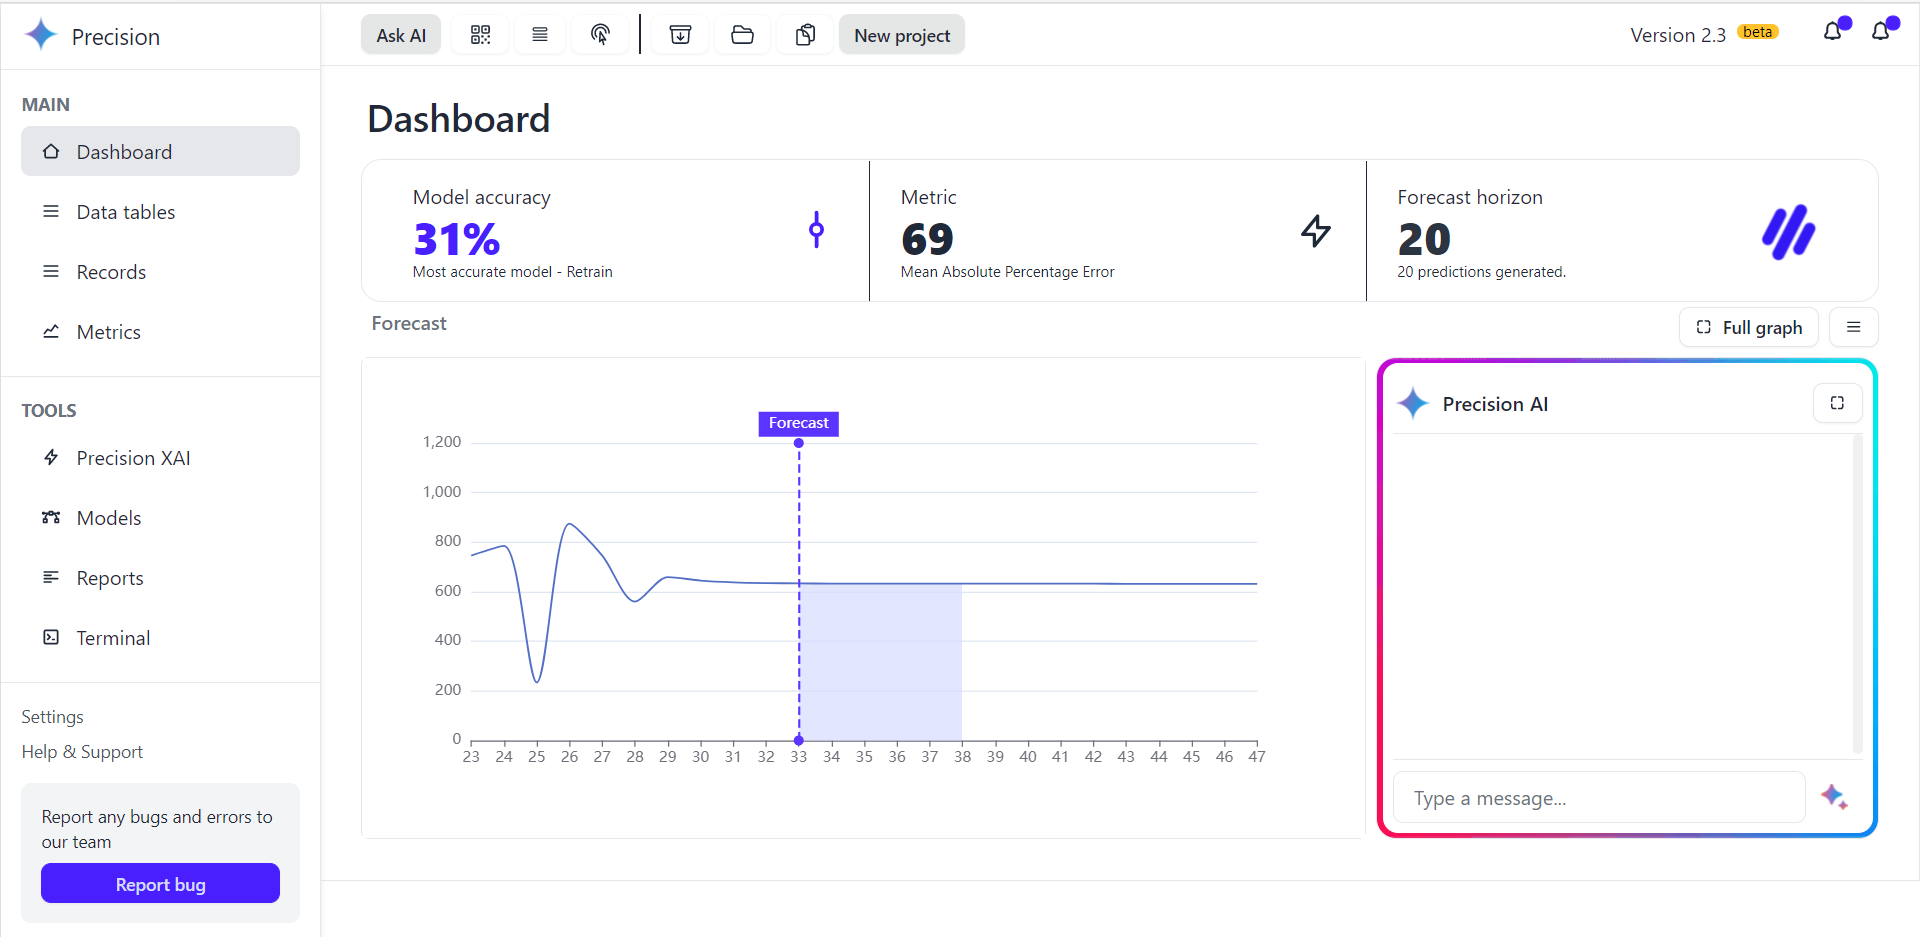 Precision
Ask AI
New project
Version 2.3 beta
MAIN
Dashboard
Data tables
Records
Metrics
TOOLS
Precision XAI
Models
Reports
Terminal
Settings
Help & Support
Report any bugs and errors to
our team
Report bug
Dashboard
Model accuracy
31%
Most accurate model - Retrain
Metric
69
Mean Absolute Percentage Error
Forecast horizon
20
20 predictions generated.
Forecast
Full graph
Forecast
1,200
1,000
800
600
400
200
0
23 24 25 26 27 28 29 30 31 32 33 34 35 36 37 38 39 40 41 42 43 44 45 46 47
Precision AI
Type a message...